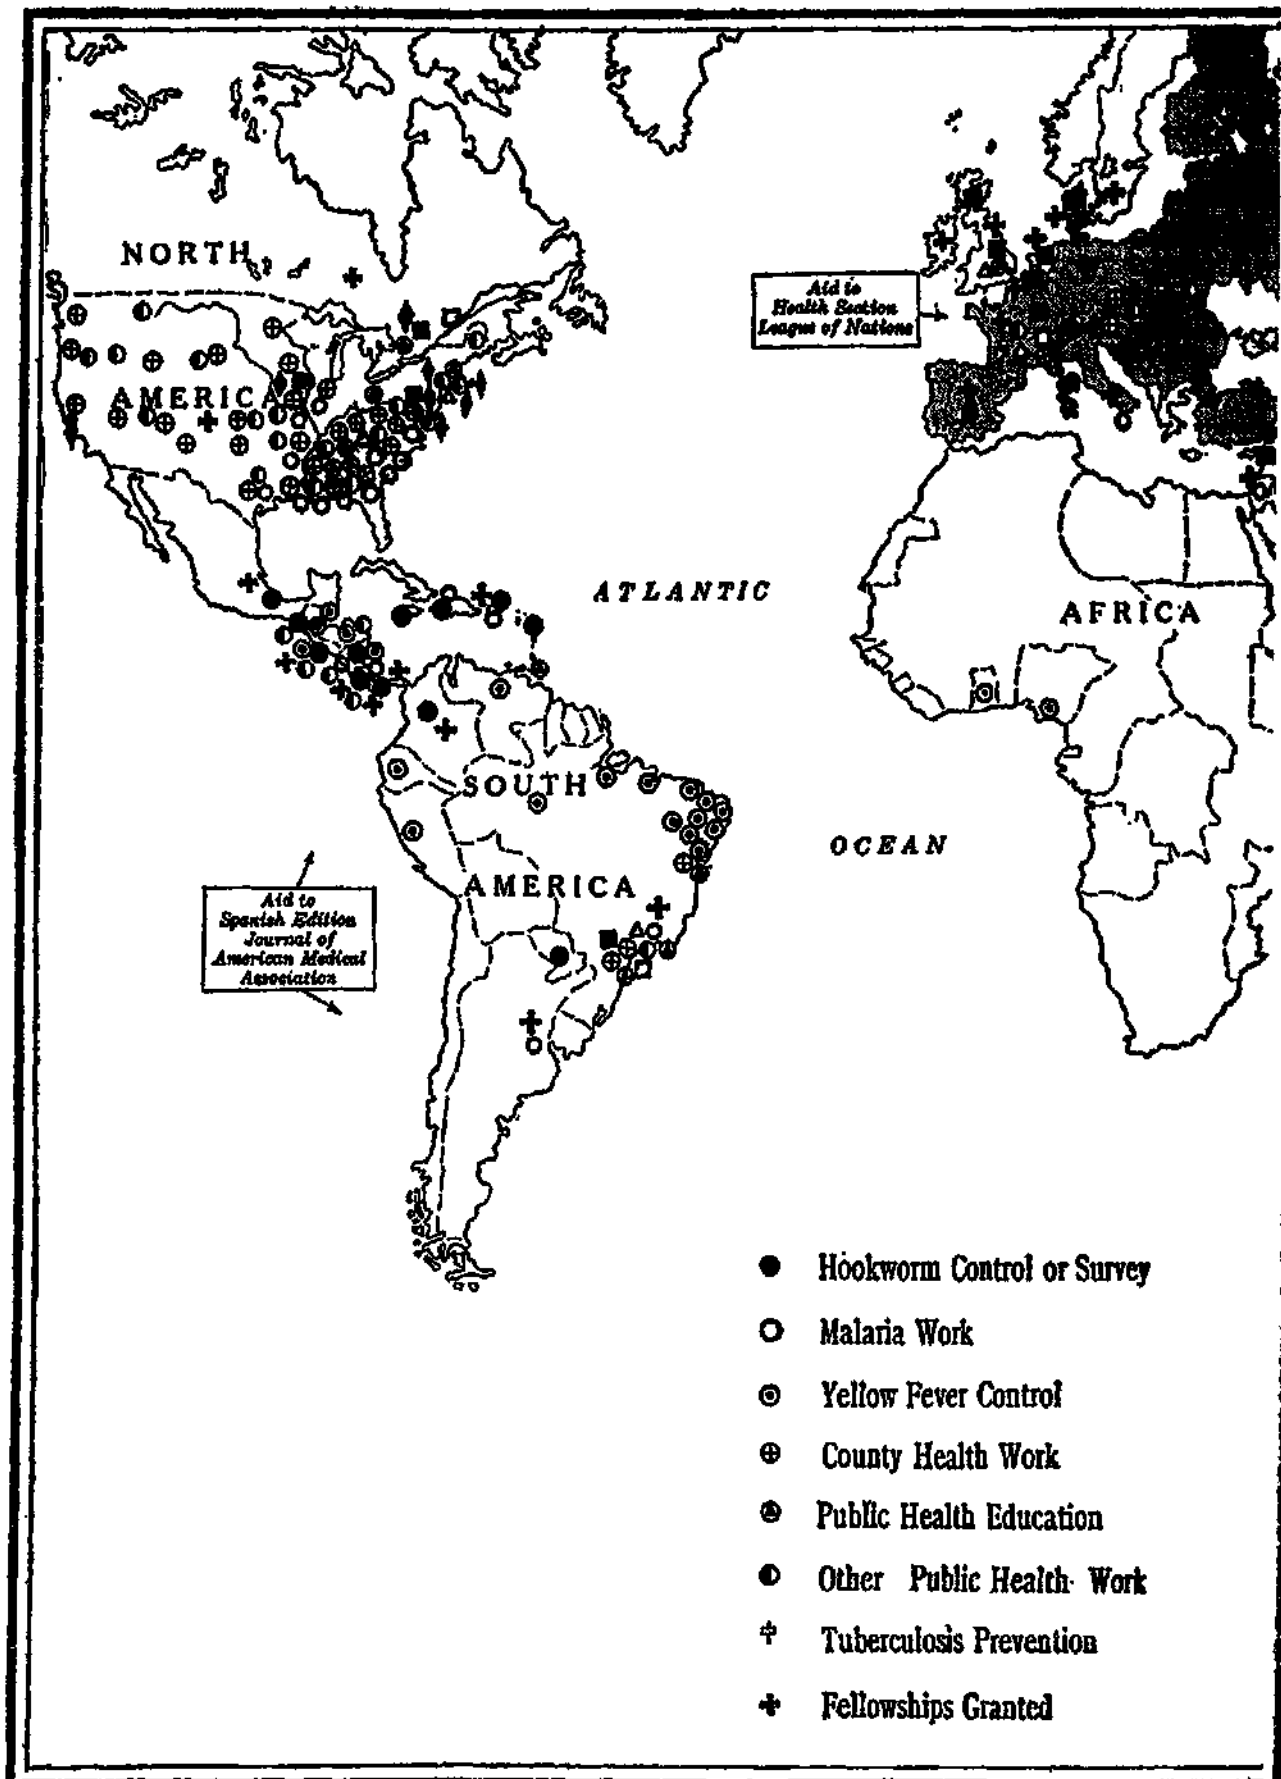 NORTH
AMERICA
Aid to
Health Section
League of Nations
ATLANTIC
AFRICA
SOUTH
OCEAN
AMERICA
Aid to
Spanish Edition
Journal of
American Medical
Association
Hookworm Control or Survey
Malaria Work
Yellow Fever Control
County Health Work
Public Health Education
Other Public Health Work
Tuberculosis Prevention
Fellowships Granted